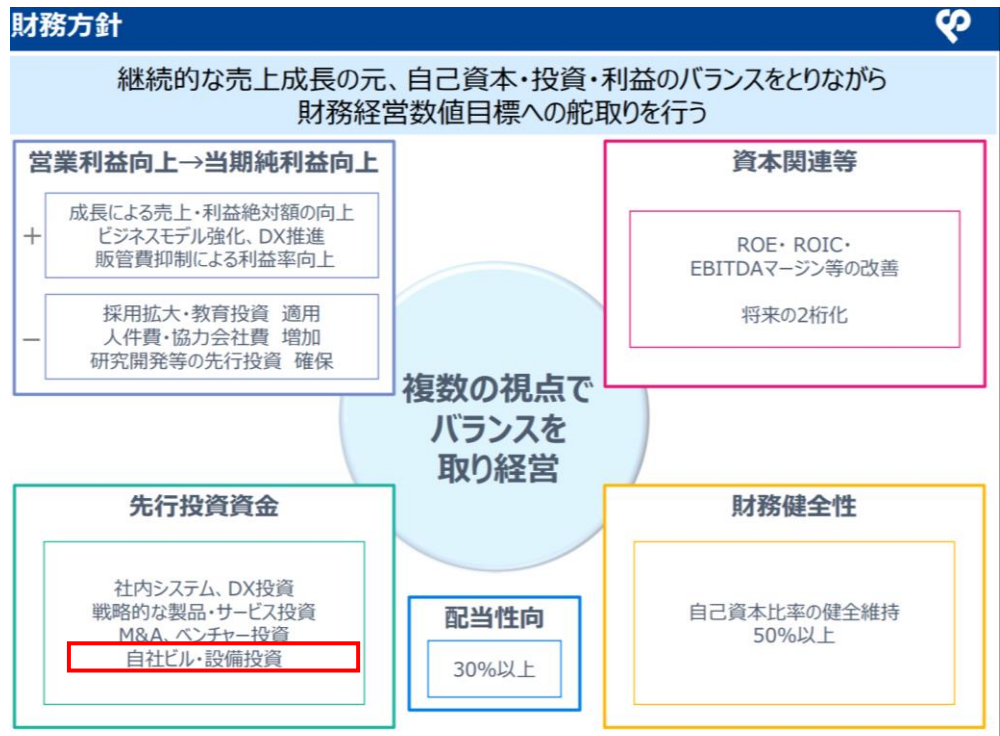 財務方針
継続的な売上成長の元、自己資本・投資・利益のバランスをとりながら
財務経営数値目標への舵取りを行う
営業利益向上→当期純利益向上
+
成長による売上・利益絶対額の向上
ビジネスモデル強化、DX推進
販管費抑制による利益率向上
−
採用拡大・教育投資 適用
人件費・協力会社費 増加
研究開発等の先行投資 確保
資本関連等
ROE・ ROIC・
EBITDAマージン等の改善
将来の2桁化
複数の視点で
バランスを
取り経営
先行投資資金
社内システム、DX投資
戦略的な製品・サービス投資
M&A、ベンチャー投資
自社ビル・設備投資
配当性向
30%以上
財務健全性
自己資本比率の健全維持
50%以上